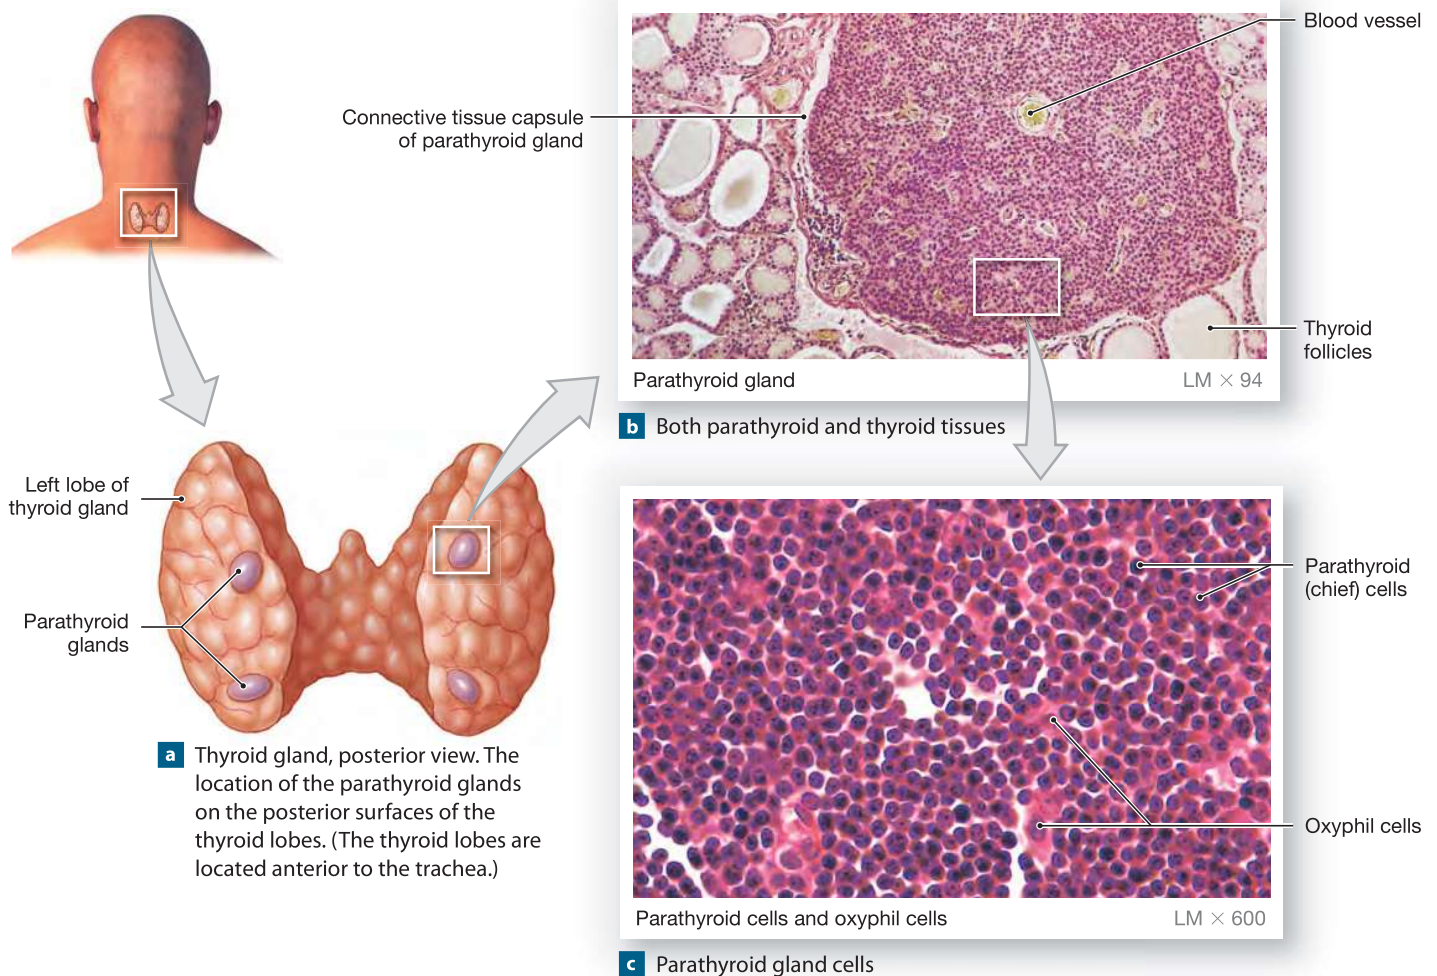 Blood vessel
Connective tissue capsule
of parathyroid gland
Thyroid
follicles
Parathyroid gland
LM × 94
b Both parathyroid and thyroid tissues
Left lobe of
thyroid gland
Parathyroid
glands
a Thyroid gland, posterior view. The
location of the parathyroid glands
on the posterior surfaces of the
thyroid lobes. (The thyroid lobes are
located anterior to the trachea.)
Parathyroid
(chief) cells
Oxyphil cells
Parathyroid cells and oxyphil cells
LM × 600
c Parathyroid gland cells